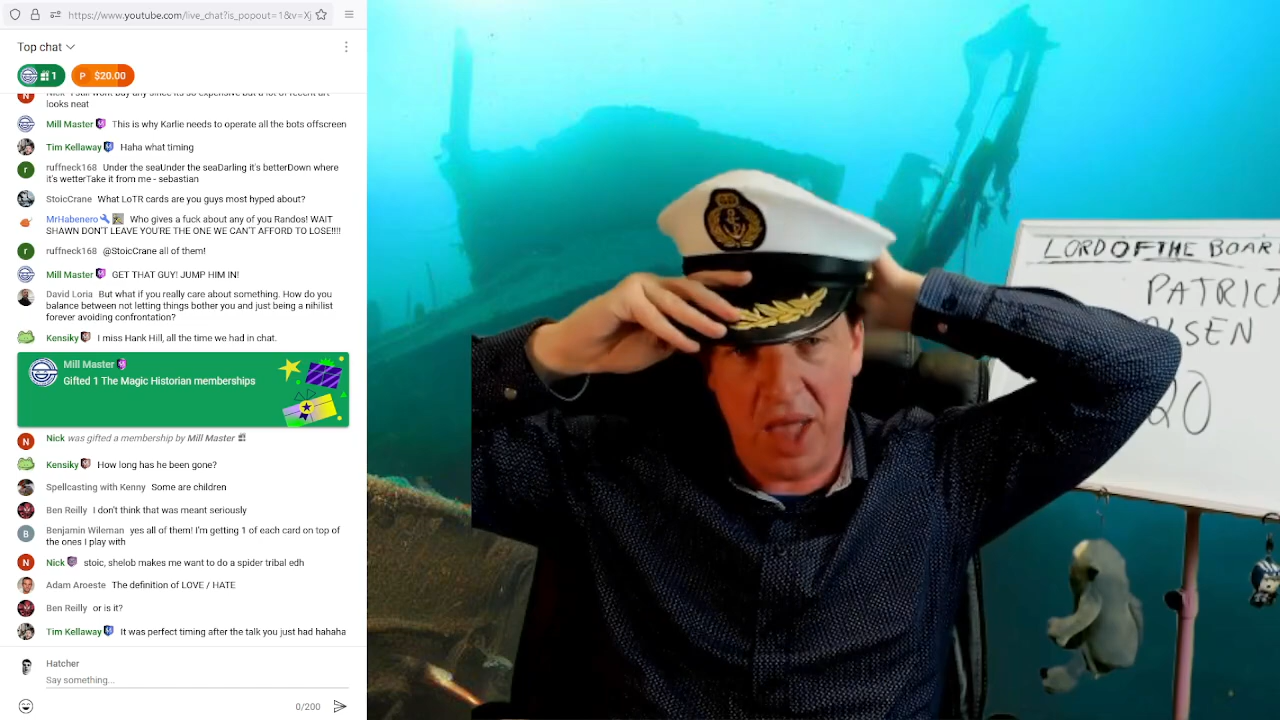 https://www.youtube.com/live_chat?is_popout=1&v=Xj
Top chat
1
P $20.00
looks neat
Mill Master This is why Karlie needs to operate all the bots offscreen
Tim Kellaway Haha what timing
ruffneck168 Under the seaUnder the seaDarling it's betterDown where
it's wetterTake it from me - sebastian
StoicCrane What LoTR cards are you guys most hyped about?
MrHabenero Who gives a fuck about any of you Randos! WAIT
SHAWN DON'T LEAVE YOU'RE THE ONE WE CAN'T AFFORD TO LOSE!!!!
ruffneck168 @StoicCrane all of them!
Mill Master GET THAT GUY! JUMP HIM IN!
David Loria But what if you really care about something. How do you
balance between not letting things bother you and just being a nihilist
forever avoiding confrontation?
Kensiky I miss Hank Hill, all the time we had in chat.
Mill Master
Gifted 1 The Magic Historian memberships
N Nick was gifted a membership by Mill Master
Kensiky How long has he been gone?
Spellcasting with Kenny Some are children
Ben Reilly I don't think that was meant seriously
B Benjamin Wileman yes all of them! I'm getting 1 of each card on top of
the ones I play with
N Nick stoic, shelob makes me want to do a spider tribal edh
Adam Aroeste The definition of LOVE / HATE
Ben Reilly or is it?
Tim Kellaway It was perfect timing after the talk you just had hahaha
Hatcher
Say something...
0/200
LORD OF THE BOAR
PATRIC
LSEN
20